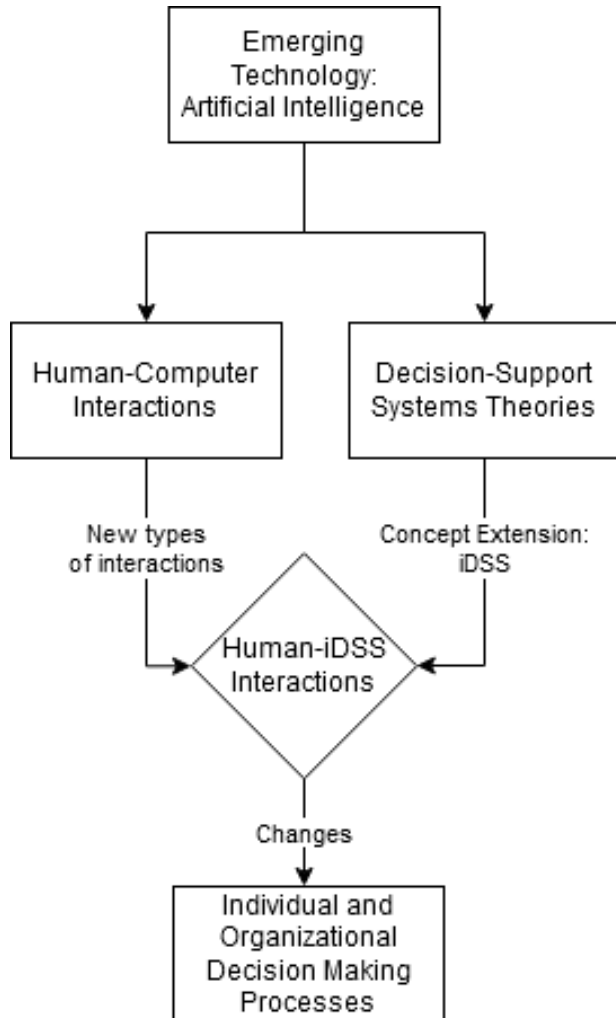 Emerging
Technology:
Artificial Intelligence
Human-Computer
Interactions
Decision-Support
Systems Theories
New types
of interactions
Concept Extension:
iDSS
Human-iDSS
Interactions
Changes
Individual and
Organizational
Decision Making
Processes